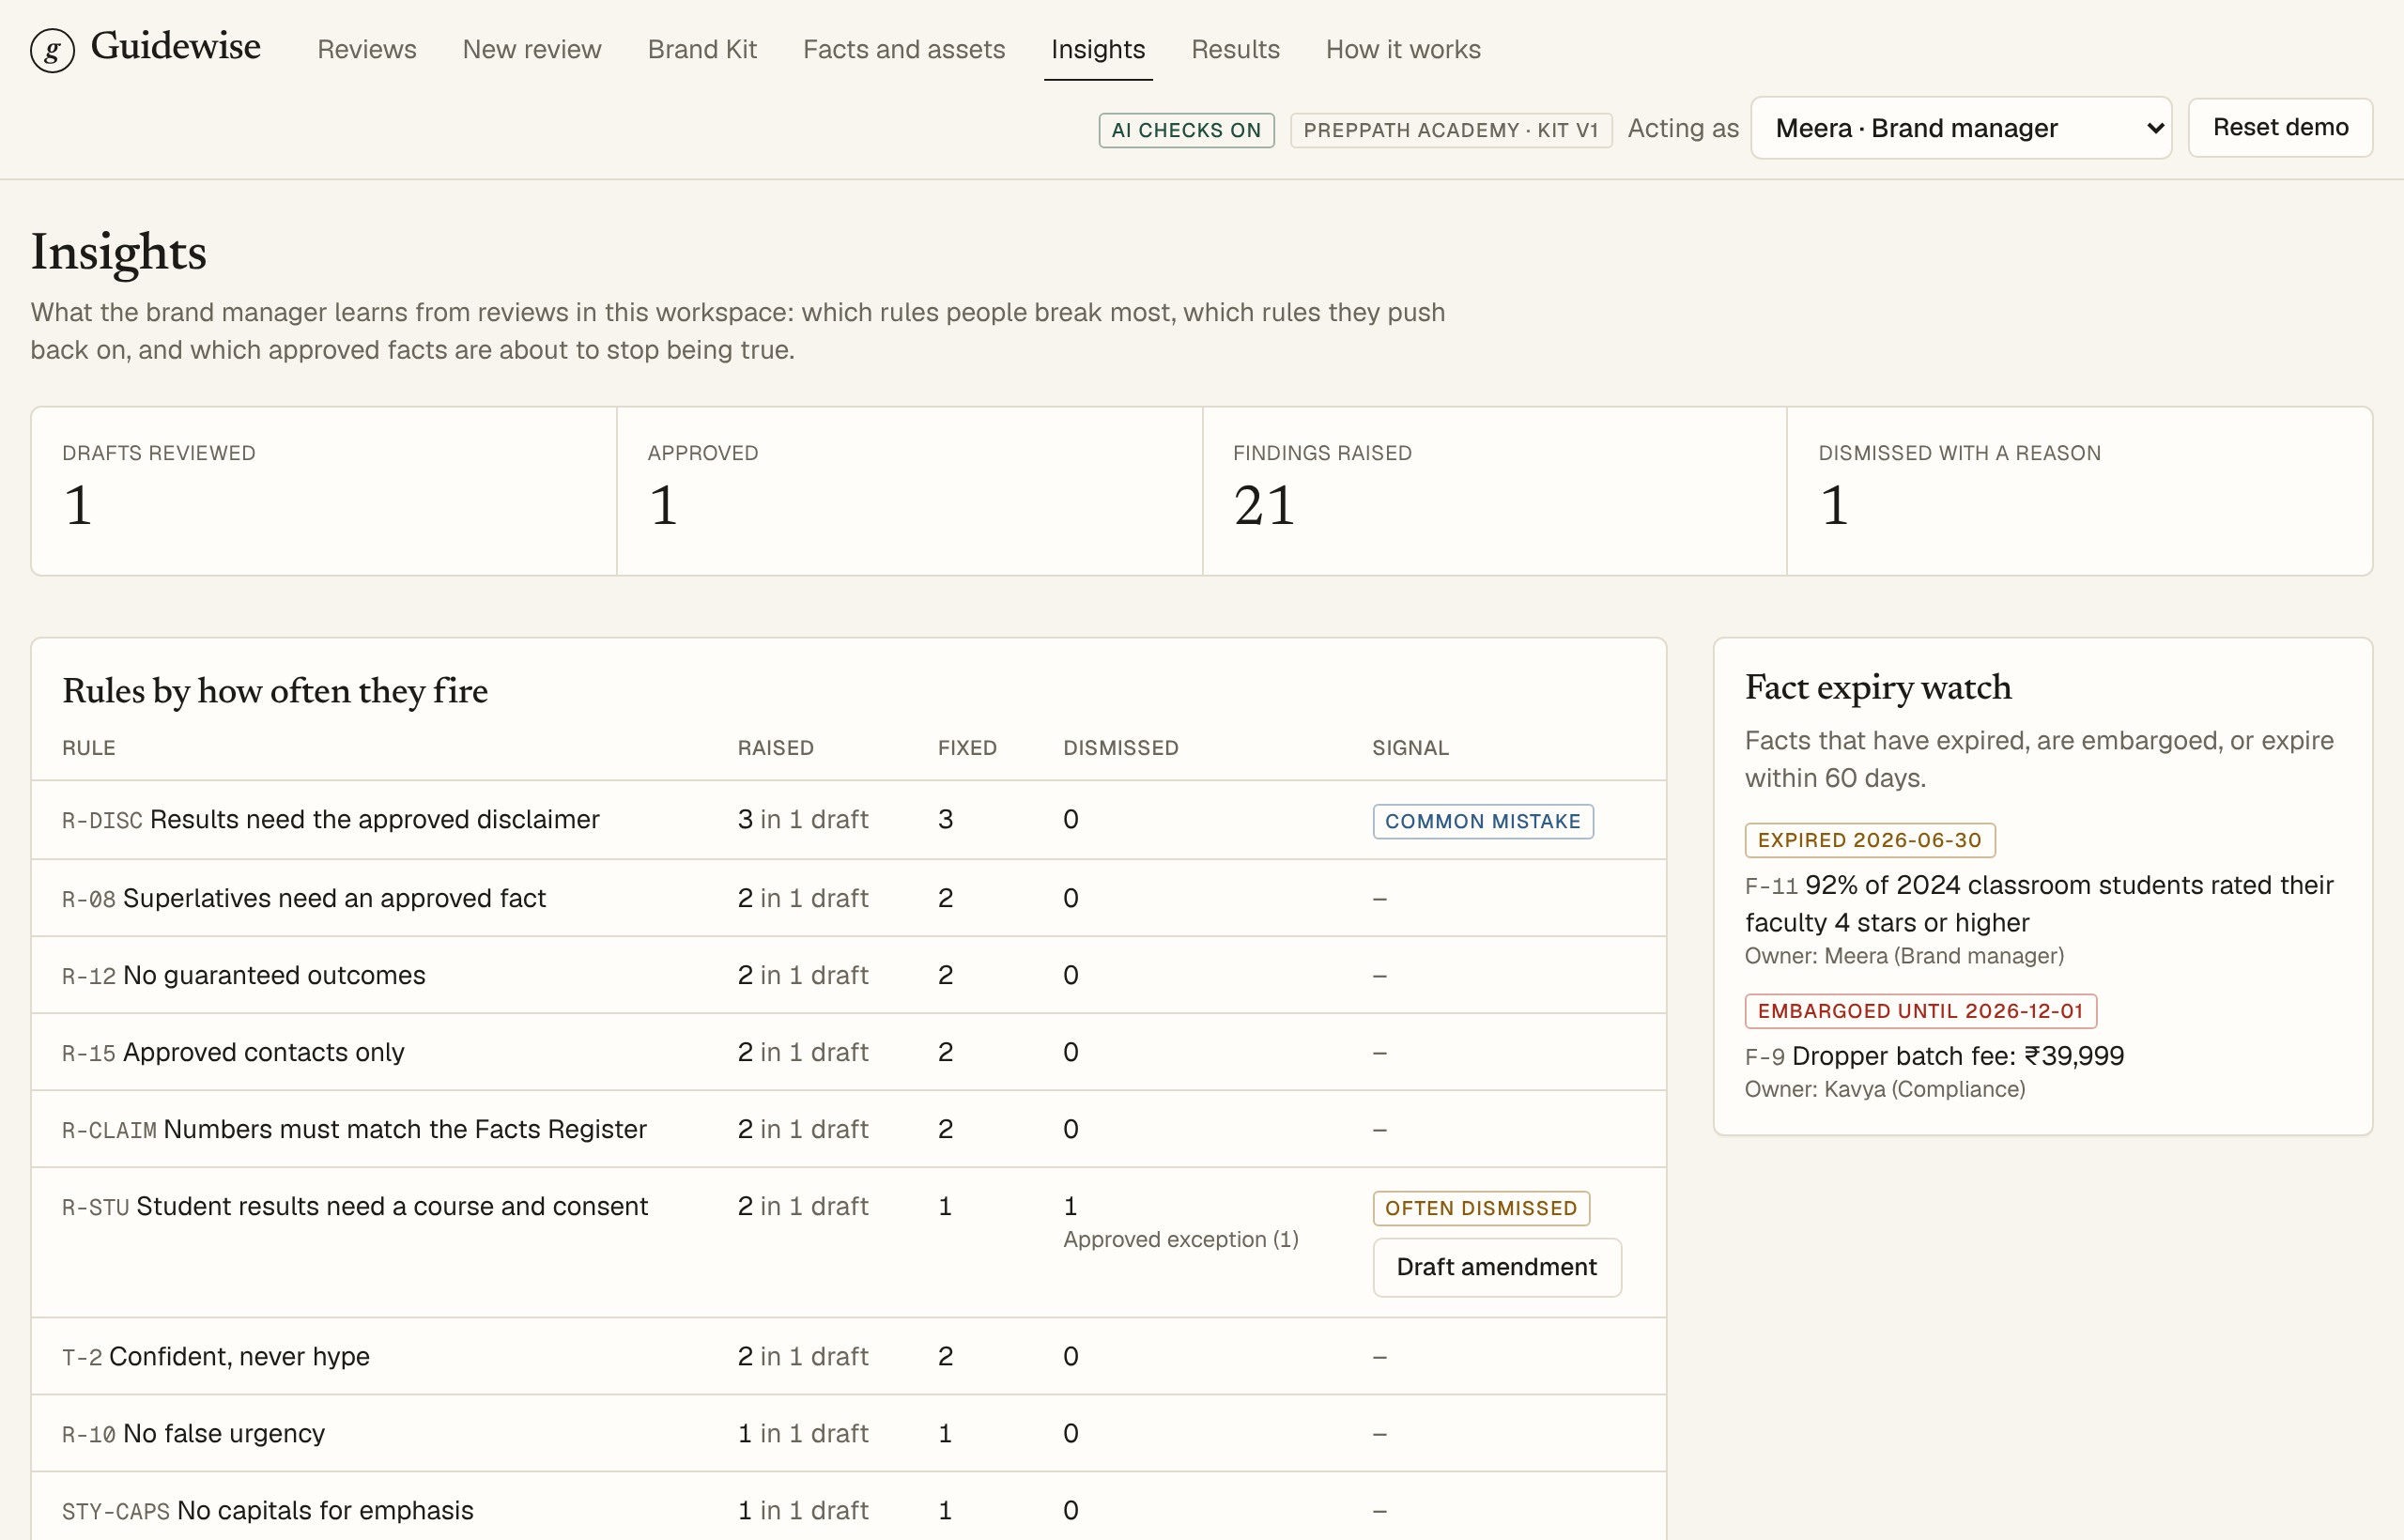 g Guidewise Reviews New review Brand Kit Facts and assets Insights Results How it works
AI CHECKS ON PREPPATH ACADEMY · KIT V1 Acting as Meera · Brand manager Reset demo
Insights
What the brand manager learns from reviews in this workspace: which rules people break most, which rules they push
back on, and which approved facts are about to stop being true.
DRAFTS REVIEWED APPROVED FINDINGS RAISED DISMISSED WITH A REASON
1 1 21 1
Rules by how often they fire
RULE RAISED FIXED DISMISSED SIGNAL
R-DISC Results need the approved disclaimer 3 in 1 draft 3 0 COMMON MISTAKE
R-08 Superlatives need an approved fact 2 in 1 draft 2 0 –
R-12 No guaranteed outcomes 2 in 1 draft 2 0 –
R-15 Approved contacts only 2 in 1 draft 2 0 –
R-CLAIM Numbers must match the Facts Register 2 in 1 draft 2 0 –
R-STU Student results need a course and consent 2 in 1 draft 1 1 OFTEN DISMISSED
Approved exception (1)
Draft amendment
T-2 Confident, never hype 2 in 1 draft 2 0 –
R-10 No false urgency 1 in 1 draft 1 0 –
STY-CAPS No capitals for emphasis 1 in 1 draft 1 0 –
Fact expiry watch
Facts that have expired, are embargoed, or expire
within 60 days.
EXPIRED 2026-06-30
F-11 92% of 2024 classroom students rated their
faculty 4 stars or higher
Owner: Meera (Brand manager)
EMBARGOED UNTIL 2026-12-01
F-9 Dropper batch fee: ₹39,999
Owner: Kavya (Compliance)